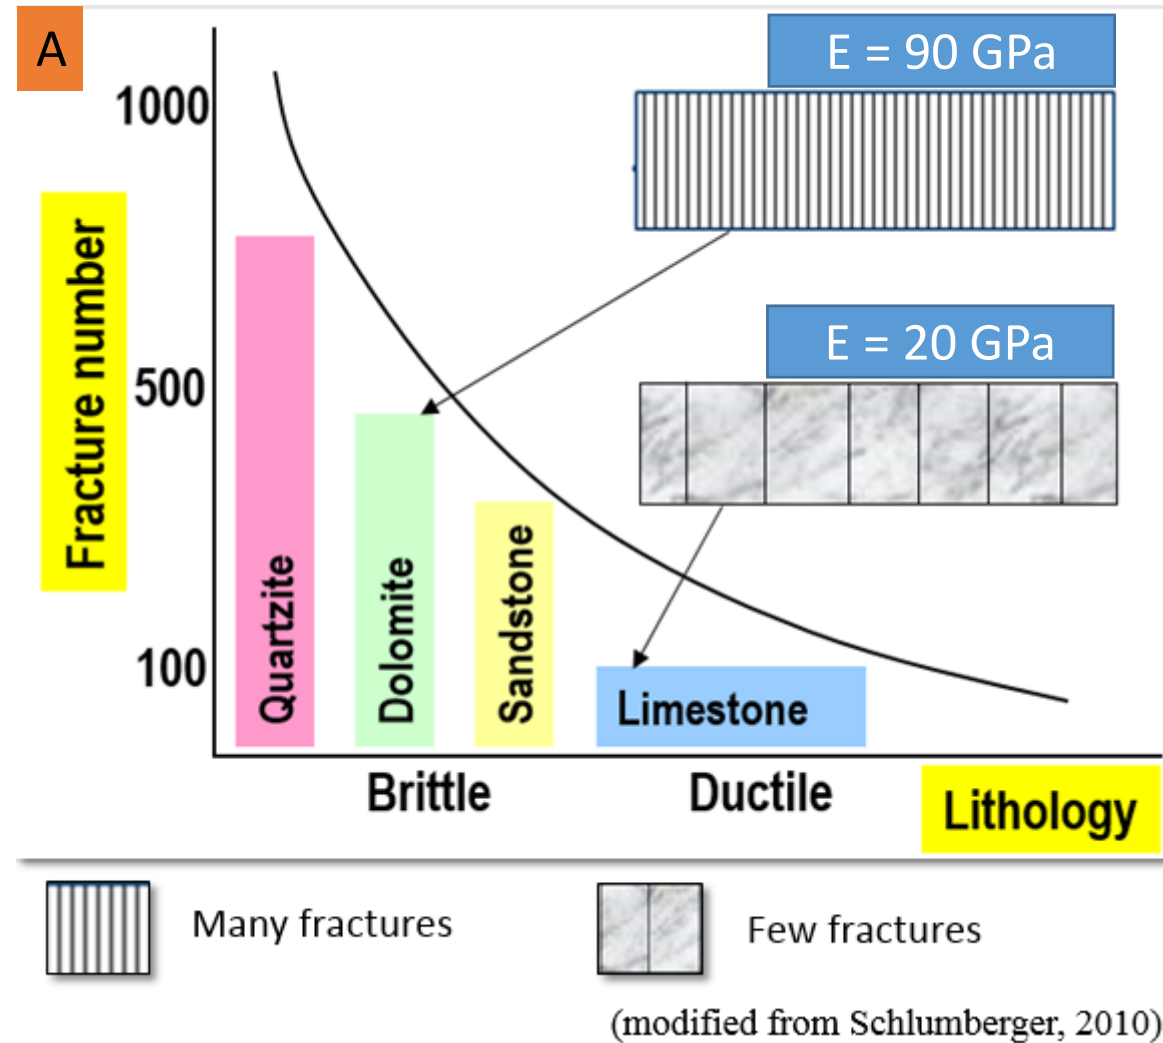 A
E = 90 GPa
1000
Fracture number
E = 20 GPa
500
Quartzite
Dolomite
Sandstone
100
Limestone
Brittle
Ductile
Lithology
Many fractures
Few fractures
(modified from Schlumberger, 2010)